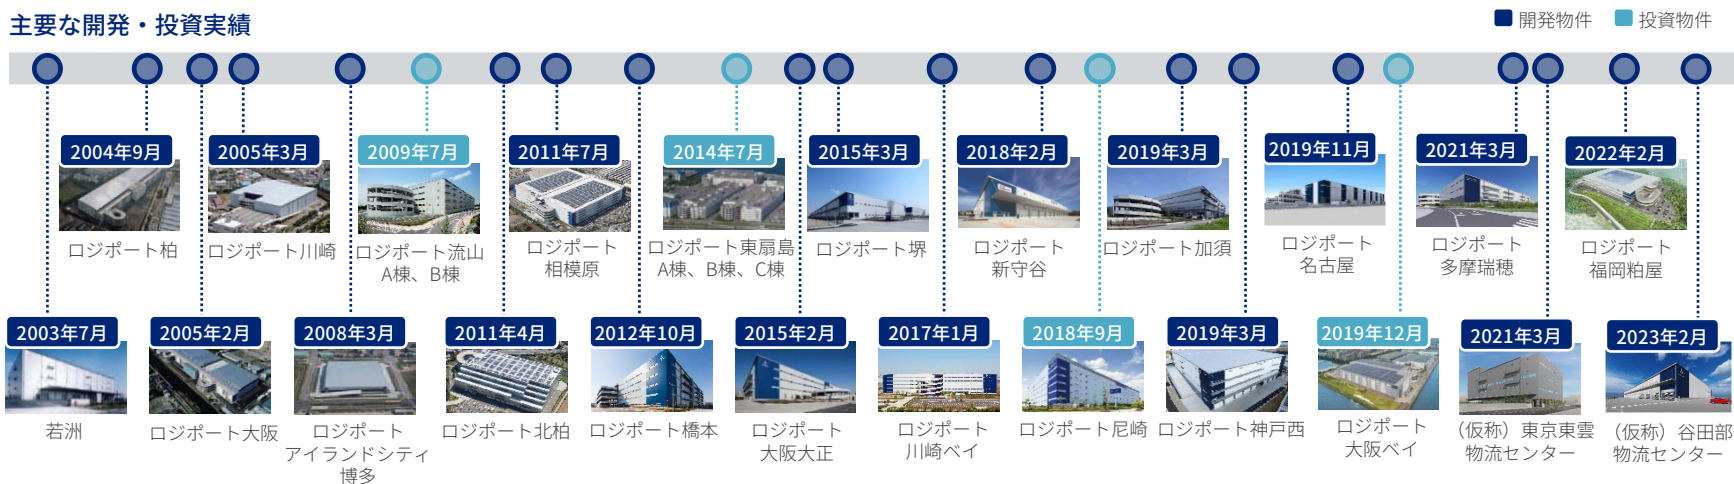 主要な開発・投資実績
開発物件
投資物件
2004年9月
ロジポート柏
2005年3月
ロジポート川崎
2009年7月
ロジポート流山
A棟、B棟
2011年7月
ロジポート
相模原
2014年7月
ロジポート東扇島
A棟、B棟、C棟
2015年3月
ロジポート堺
2018年2月
ロジポート
新守谷
2019年3月
ロジポート加須
2019年11月
ロジポート
名古屋
2021年3月
ロジポート
多摩瑞穂
2022年2月
ロジポート
福岡粕屋
2003年7月
若洲
2005年2月
ロジポート大阪
2008年3月
ロジポート
アイランドシティ
博多
2011年4月
ロジポート北柏
2012年10月
ロジポート橋本
2015年2月
ロジポート
大阪大正
2017年1月
ロジポート
川崎ベイ
2018年9月
ロジポート尼崎
2019年3月
ロジポート神戸西
2019年12月
ロジポート
大阪ベイ
2021年3月
（仮称）東京東雲
物流センター
2023年2月
（仮称）谷田部
物流センター